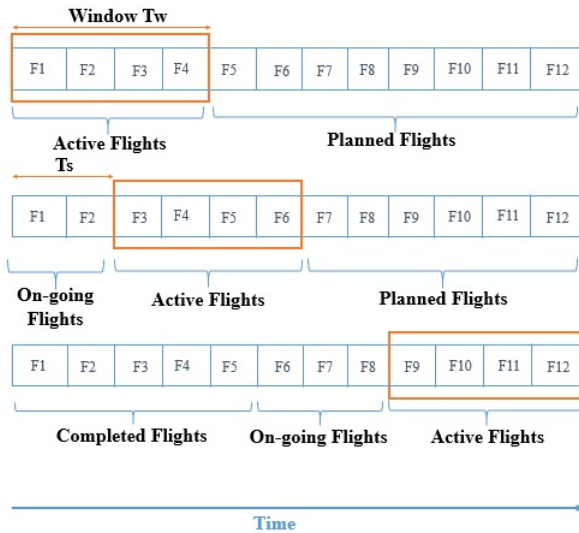 Window Tw
F1 F2 F3 F4 F5 F6 F7 F8 F9 F10 F11 F12
Active Flights Planned Flights
Ts
F1 F2 F3 F4 F5 F6 F7 F8 F9 F10 F11 F12
On-going Flights Active Flights Planned Flights
F1 F2 F3 F4 F5 F6 F7 F8 F9 F10 F11 F12
Completed Flights On-going Flights Active Flights
Time